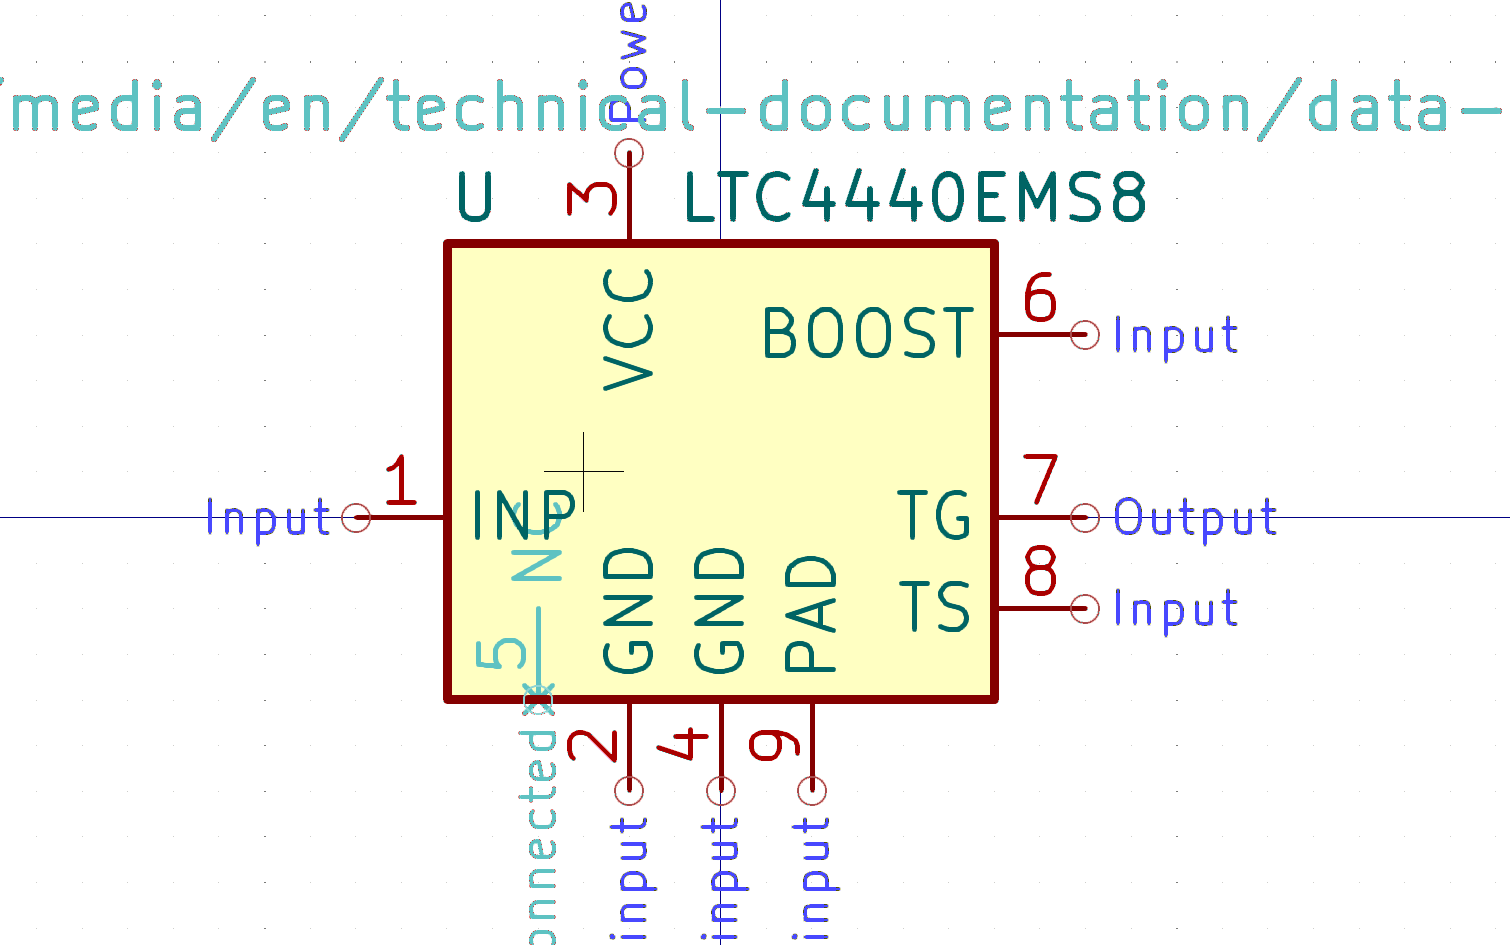 Powe
/media/en/technical-documentation/data-
U
3
LTC4440EMS8
VCC
6
BOOST
Input
1
7
Input
INP
NC
TG
Output
8
GND
GND
PAD
TS
Input
5
2
4
9
onnected
input
input
input